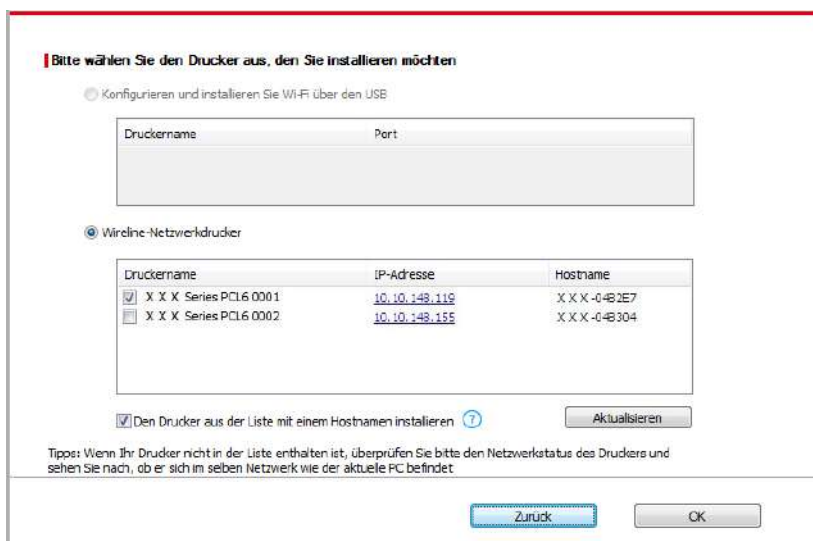 Bitte wählen Sie den Drucker aus, den Sie installieren möchten
Konfigurieren und installieren Sie Wi-Fi über den USB
Druckername Port
Wireline-Netzwerkdrucker
Druckername IP-Adresse Hostname
X X X Series PCL6 0001 10.10.148.119 X X X -04B2E7
X X X Series PCL6 0002 10.10.148.155 X X X -04B304
Den Drucker aus der Liste mit einem Hostnamen installieren ? Aktualisieren
Tipps: Wenn Ihr Drucker nicht in der Liste enthalten ist, überprüfen Sie bitte den Netzwerkstatus des Druckers und
sehen Sie nach, ob er sich im selben Netzwerk wie der aktuelle PC befindet
Zurück OK